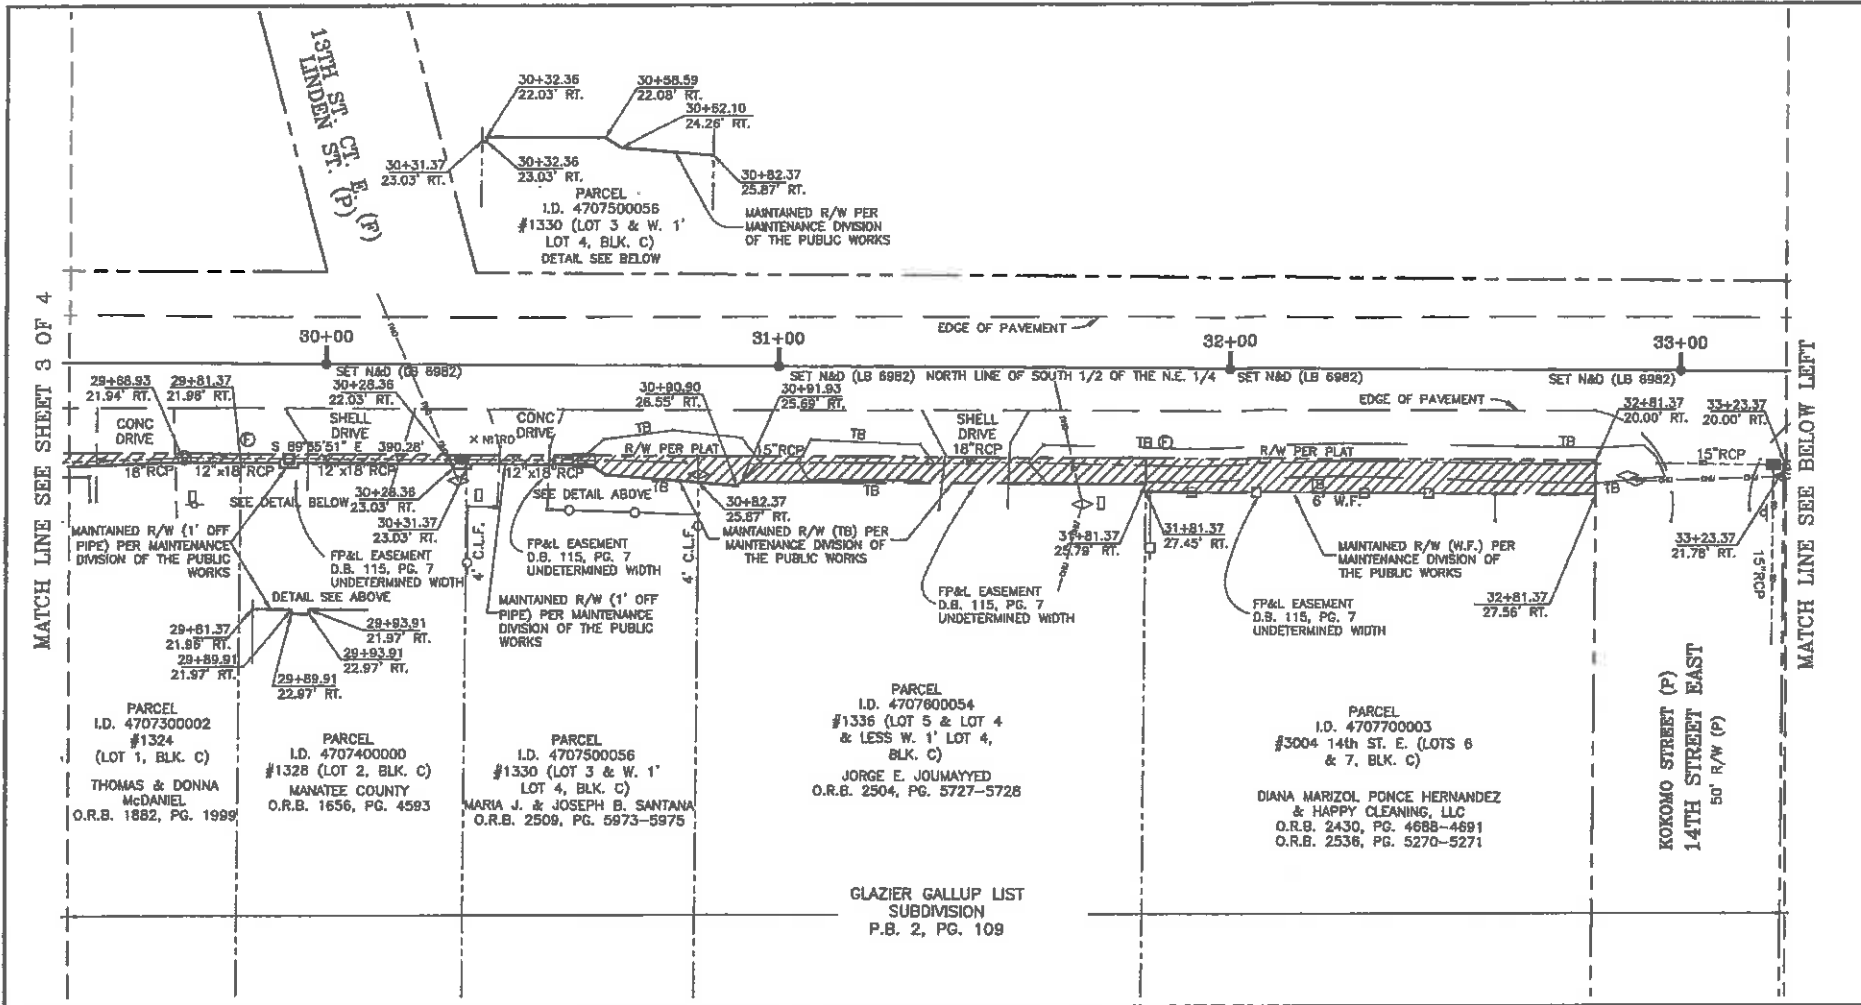 13TH ST. CT. E. (F)
LINDEN ST. (P)
30+32.36
22.03' RT.
30+58.59
22.08' RT.
30+62.10
24.26' RT.
30+31.37
23.03' RT.
30+32.36
23.03' RT.
30+82.37
25.87' RT.
PARCEL
I.D. 4707500056
#1330 (LOT 3 & W. 1'
LOT 4, BLK. C)
DETAIL SEE BELOW
MAINTAINED R/W PER
MAINTENANCE DIVISION
OF THE PUBLIC WORKS
MATCH LINE SEE SHEET 3 OF 4
EDGE OF PAVEMENT
30+00
31+00
32+00
33+00
SET N&D (LB 6982)
SET N&D (LB 6982)
NORTH LINE OF SOUTH 1/2 OF THE N.E. 1/4
SET N&D (LB 6982)
SET N&D (LB 6982)
29+68.93
21.94' RT.
29+81.37
21.96' RT.
30+28.36
22.03' RT.
30+90.90
26.55' RT.
30+91.93
25.69' RT.
EDGE OF PAVEMENT
32+81.37
20.00' RT.
33+23.37
20.00' RT.
CONC
DRIVE
SHELL
DRIVE
CONC
DRIVE
SHELL
DRIVE
18"RCP
(F)
S 89°55'51" E 390.28'
TB
TB
TB (F)
TB
R/W PER PLAT
15"RCP
R/W PER PLAT
15"RCP
18"RCP
12"x18"RCP
12"x18"RCP
12"x18"RCP
TB
TB
TB
TB
6' W.F.
SEE DETAIL BELOW
30+28.36
23.03' RT.
30+31.37
23.03' RT.
SEE DETAIL ABOVE
30+82.37
25.87' RT.
31+81.37
25.79' RT.
31+81.37
27.45' RT.
33+23.37
21.78' RT.
15"RCP
MAINTAINED R/W (1' OFF
PIPE) PER MAINTENANCE
DIVISION OF THE PUBLIC
WORKS
FP&L EASEMENT
D.B. 115, PG. 7
UNDETERMINED WIDTH
4' C.L.F.
FP&L EASEMENT
D.B. 115, PG. 7
UNDETERMINED WIDTH
4' C.L.F.
MAINTAINED R/W (TB) PER
MAINTENANCE DIVISION OF
THE PUBLIC WORKS
MAINTAINED R/W (W.F.) PER
MAINTENANCE DIVISION OF
THE PUBLIC WORKS
DETAIL SEE ABOVE
MAINTAINED R/W (1' OFF
PIPE) PER MAINTENANCE
DIVISION OF THE PUBLIC
WORKS
FP&L EASEMENT
D.B. 115, PG. 7
UNDETERMINED WIDTH
FP&L EASEMENT
D.B. 115, PG. 7
UNDETERMINED WIDTH
32+81.37
27.56' RT.
29+81.37
21.96' RT.
29+89.91
21.97' RT.
29+89.91
22.97' RT.
29+93.91
21.97' RT.
29+93.91
22.97' RT.
PARCEL
I.D. 4707300002
#1324
(LOT 1, BLK. C)
THOMAS & DONNA
McDANIEL
O.R.B. 1882, PG. 1999
PARCEL
I.D. 4707400000
#1328 (LOT 2, BLK. C)
MANATEE COUNTY
O.R.B. 1656, PG. 4593
PARCEL
I.D. 4707500056
#1330 (LOT 3 & W. 1'
LOT 4, BLK. C)
MARIA J. & JOSEPH B. SANTANA
O.R.B. 2509, PG. 5973-5975
PARCEL
I.D. 4707600054
#1336 (LOT 5 & LOT 4
& LESS W. 1' LOT 4,
BLK. C)
JORGE E. JOUMAYYED
O.R.B. 2504, PG. 5727-5728
PARCEL
I.D. 4707700003
#3004 14th ST. E. (LOTS 6
& 7, BLK. C)
DIANA MARIZOL PONCE HERNANDEZ
& HAPPY CLEANING, LLC
O.R.B. 2430, PG. 4688-4691
O.R.B. 2536, PG. 5270-5271
KOKOMO STREET (P)
14TH STREET EAST
50' R/W (P)
MATCH LINE SEE BELOW LEFT
GLAZIER GALLUP LIST
SUBDIVISION
P.B. 2, PG. 109